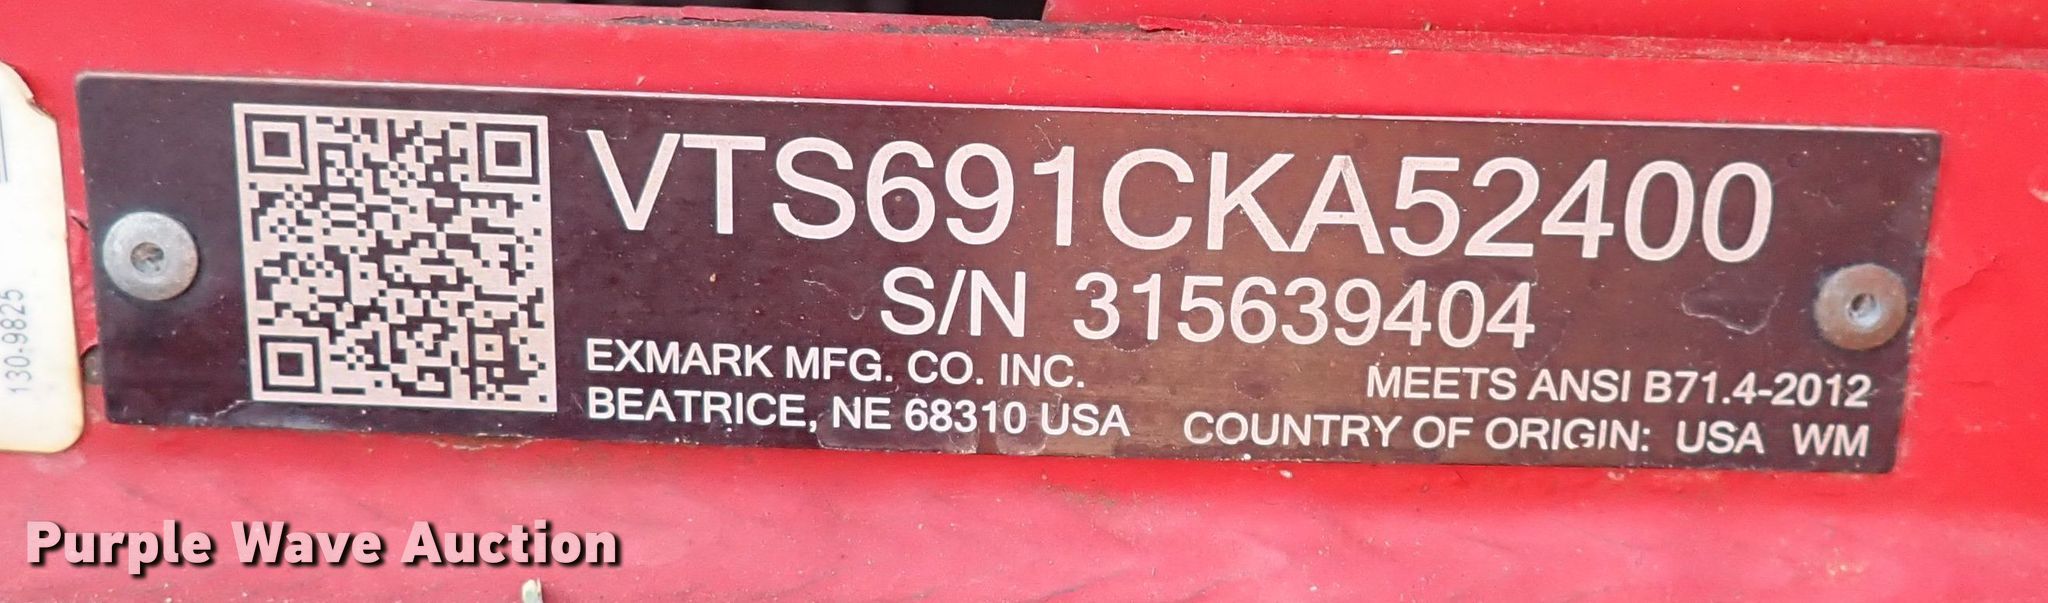 VTS691CKA52400
S/N 315639404
EXMARK MFG. CO. INC.
BEATRICE, NE 68310 USA
MEETS ANSI B71.4-2012
COUNTRY OF ORIGIN: USA WM
130-9825
Purple Wave Auction